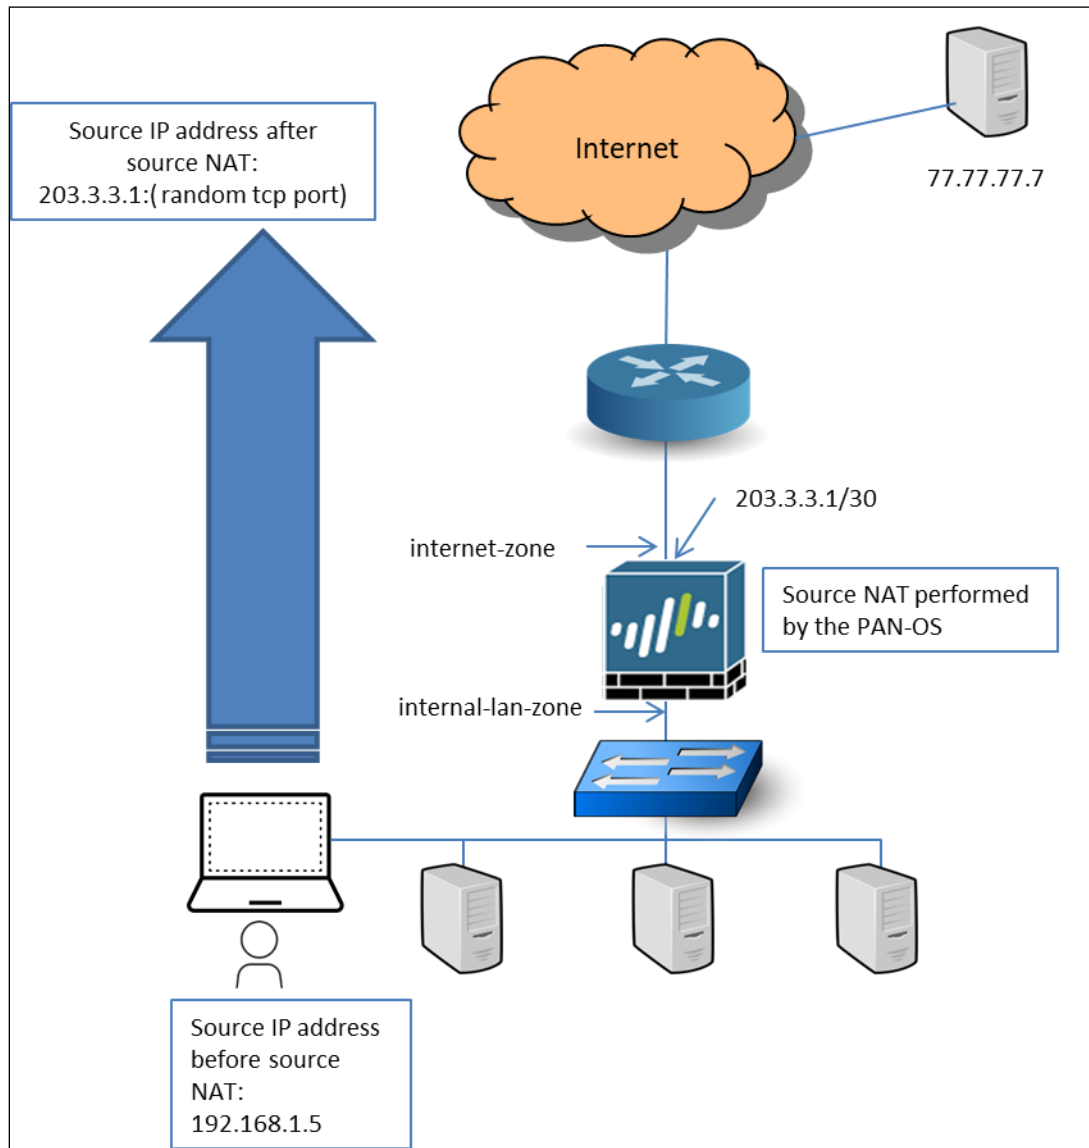 Source IP address after
source NAT:
203.3.3.1:( random tcp port)
Internet
77.77.77.7
203.3.3.1/30
internet-zone
Source NAT performed
by the PAN-OS
internal-lan-zone
Source IP address
before source
NAT:
192.168.1.5